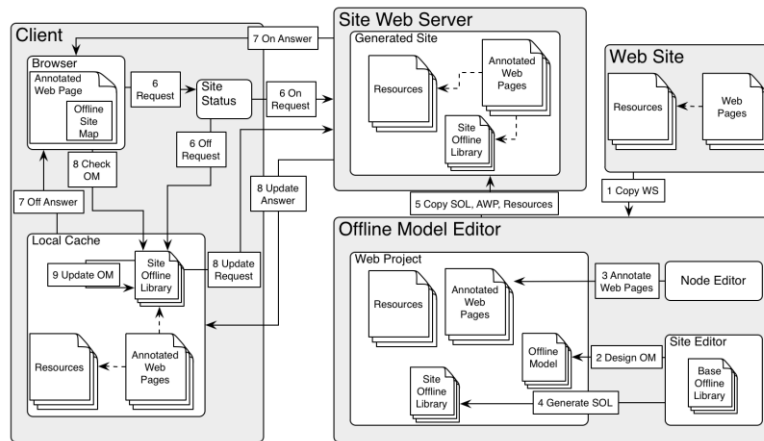 Client
Browser
Annotated
Web Page
Offline
Site
Map
6
Request
Site
Status
7 On Answer
6 On
Request
6 Off
Request
8 Check
OM
7 Off Answer
8 Update
Answer
8 Update
Request
Local Cache
9 Update OM
Site
Offline
Library
Resources
Annotated
Web
Pages
Site Web Server
Generated Site
Resources
Annotated
Web
Pages
Site
Offline
Library
Web Site
Resources
Web
Pages
1 Copy WS
5 Copy SOL, AWP, Resources
Offline Model Editor
Web Project
Resources
Annotated
Web
Pages
3 Annotate
Web Pages
Node Editor
Offline
Model
2 Design OM
Site Editor
Base
Offline
Library
Site
Offline
Library
4 Generate SOL